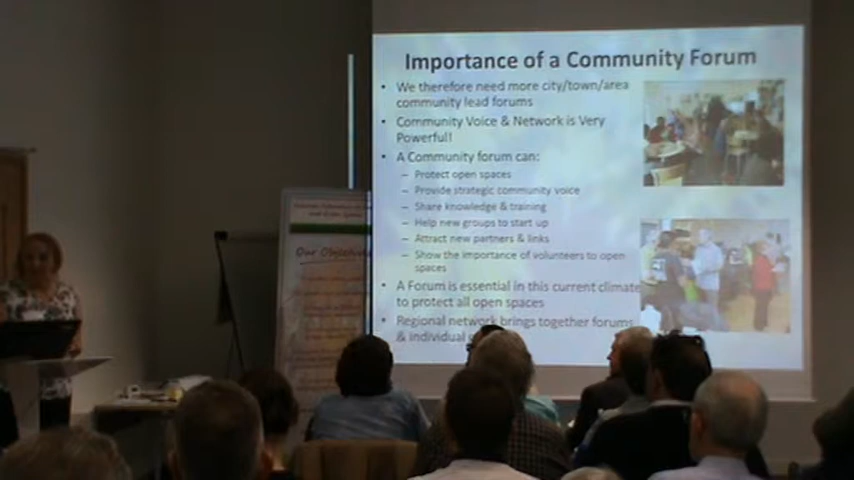 Importance of a Community Forum
• We therefore need more city/town/area
community lead forums
• Community Voice & Network is Very
Powerful!
• A Community forum can:
– Protect open spaces
– Provide strategic community voice
– Share knowledge & training
– Help new groups to start up
– Attract new partners & links
– Show the importance of volunteers to open
spaces
• A Forum is essential in this current climate
to protect all open spaces
• Regional network brings together forums
& individual
Our Objectives